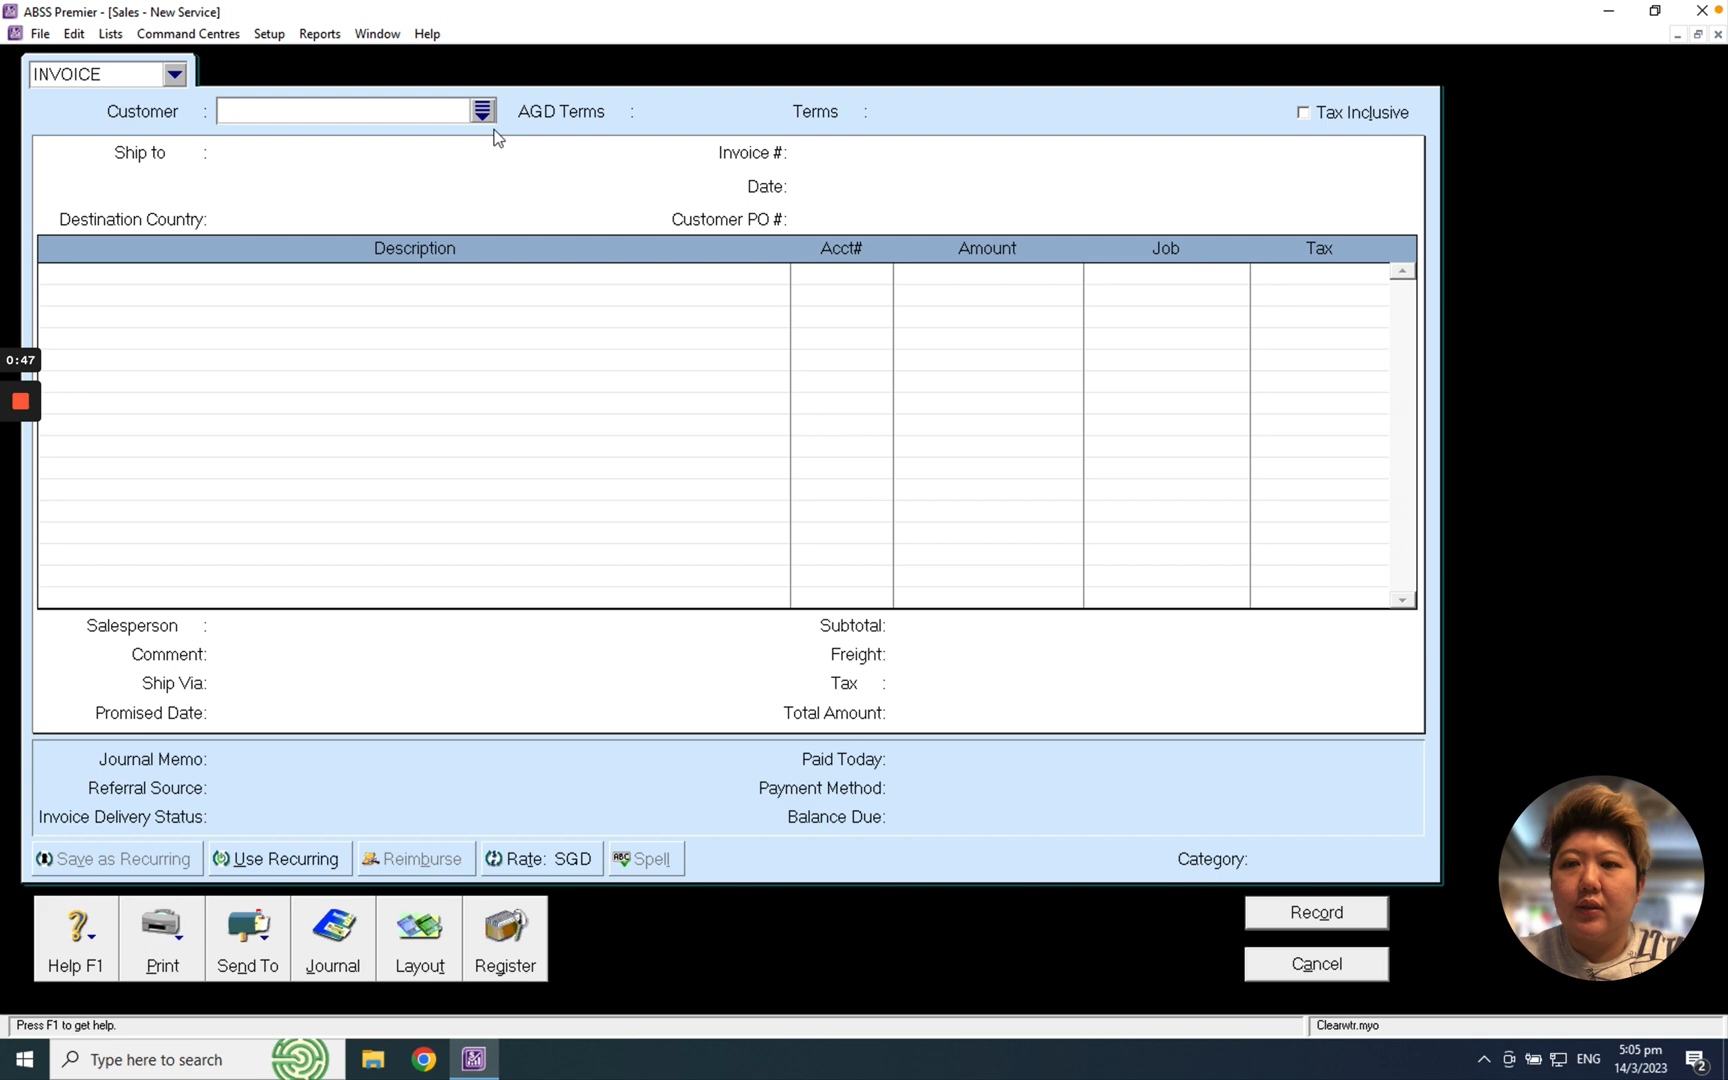 ABSS Premier - [Sales - New Service]
File Edit Lists Command Centres Setup Reports Window Help
INVOICE
Customer : AGD Terms : Terms : Tax Inclusive
Ship to : Invoice #:
Date:
Destination Country: Customer PO #:
Description Acct# Amount Job Tax
0:47
Salesperson : Subtotal:
Comment: Freight:
Ship Via: Tax :
Promised Date: Total Amount:
Journal Memo: Paid Today:
Referral Source: Payment Method:
Invoice Delivery Status: Balance Due:
Save as Recurring Use Recurring Reimburse Rate: SGD ABC Spell Category:
Help F1 Print Send To Journal Layout Register
Record
Cancel
Press F1 to get help. Clearwtr.myo
Type here to search ENG 5:05 pm
14/3/2023 2